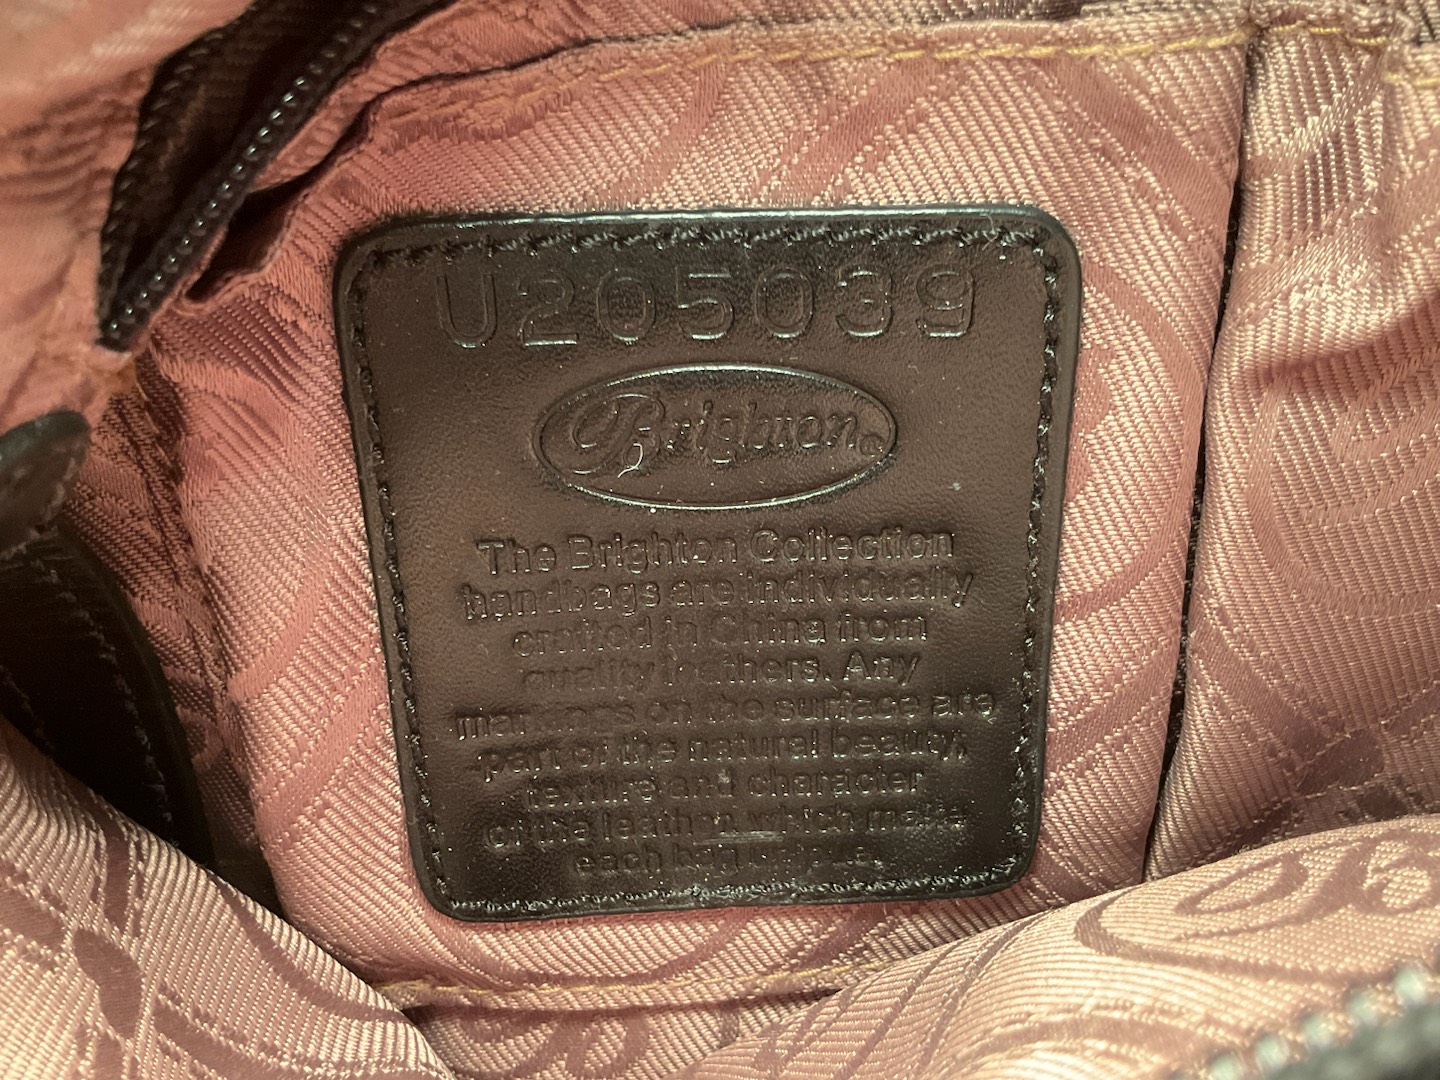 U205039
Brighton®
The Brighton Collection
handbags are individually
crafted in China from
quality leathers. Any
markings on the surface are
part of the natural beauty,
texture and character
of the leather which make
each bag unique.